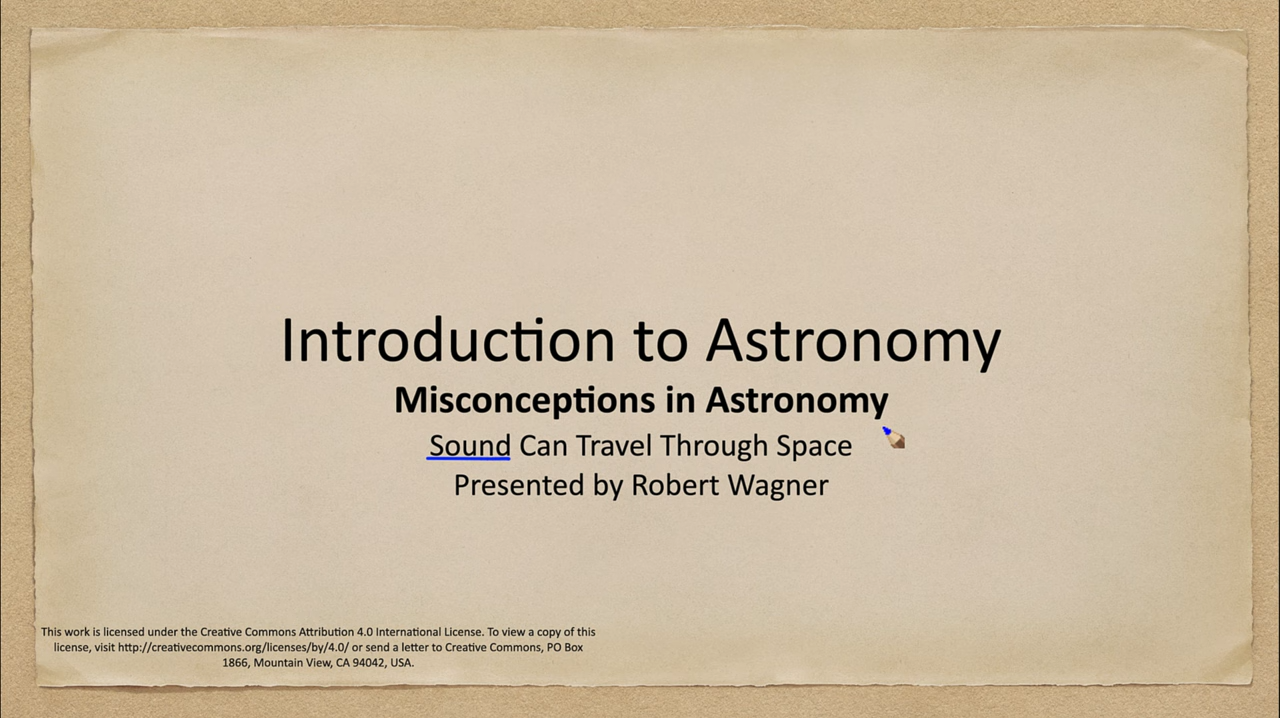 Introduction to Astronomy
Misconceptions in Astronomy
Sound Can Travel Through Space
Presented by Robert Wagner
This work is licensed under the Creative Commons Attribution 4.0 International License. To view a copy of this
license, visit http://creativecommons.org/licenses/by/4.0/ or send a letter to Creative Commons, PO Box
1866, Mountain View, CA 94042, USA.